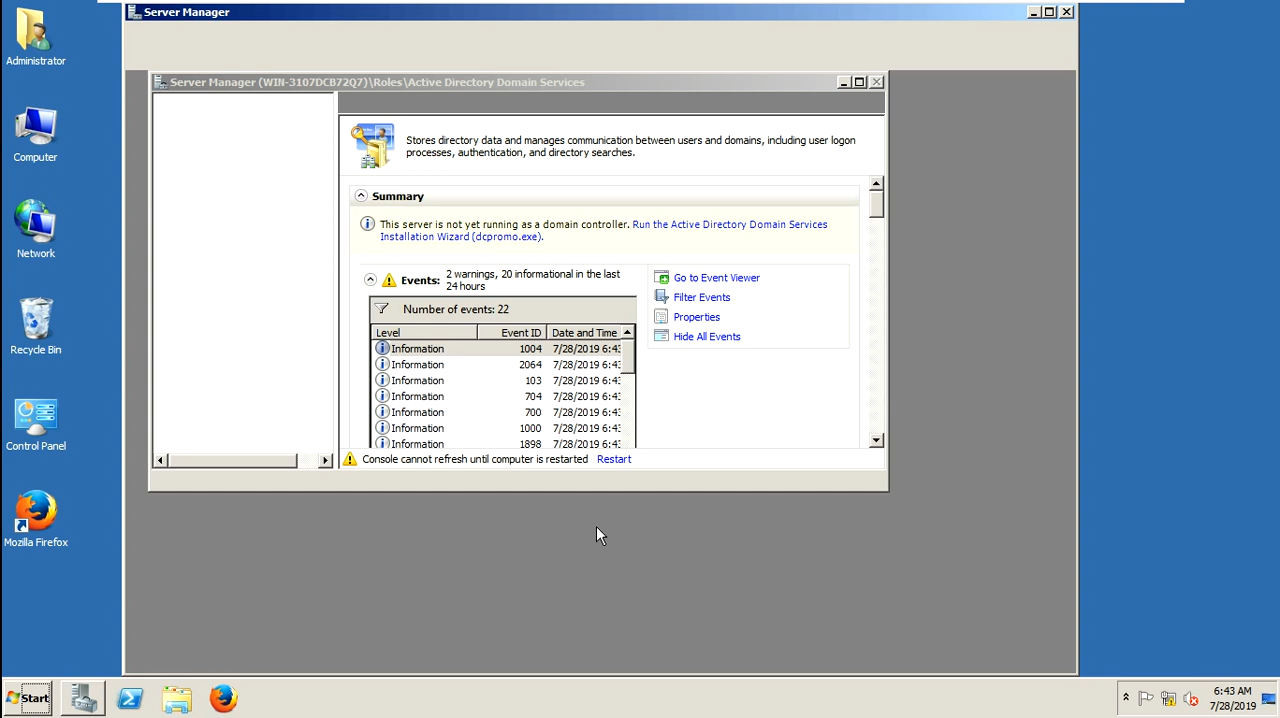 Server Manager
Administrator
Computer
Network
Recycle Bin
Control Panel
Mozilla Firefox
Server Manager (WIN-3107DCB72Q7)\Roles\Active Directory Domain Services
Stores directory data and manages communication between users and domains, including user logon
processes, authentication, and directory searches.
Summary
This server is not yet running as a domain controller. Run the Active Directory Domain Services
Installation Wizard (dcpromo.exe).
Events: 2 warnings, 20 informational in the last
24 hours
Number of events: 22
Level Event ID Date and Time
Information 1004 7/28/2019 6:43
Information 2064 7/28/2019 6:43
Information 103 7/28/2019 6:43
Information 704 7/28/2019 6:43
Information 700 7/28/2019 6:43
Information 1000 7/28/2019 6:43
Information 1898 7/28/2019 6:43
Go to Event Viewer
Filter Events
Properties
Hide All Events
Console cannot refresh until computer is restarted Restart
Start
6:43 AM
7/28/2019